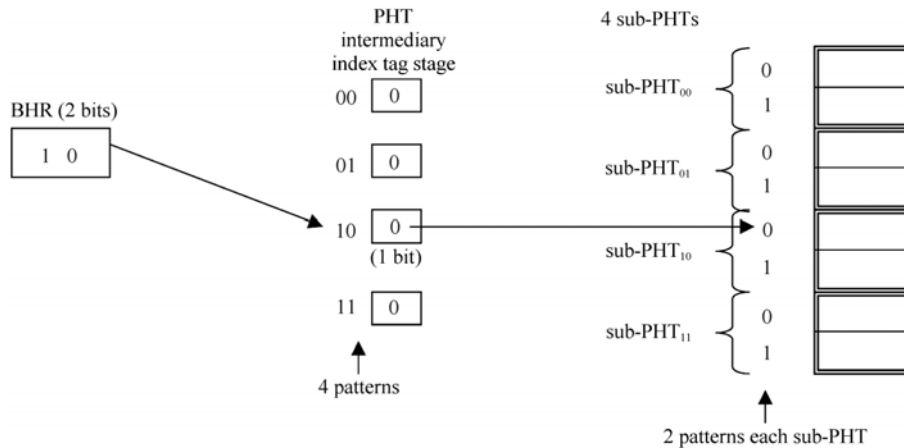 PHT
intermediary
index tag stage
4 sub-PHTs
BHR (2 bits)
1 0
00 0
01 0
10 0
(1 bit)
11 0
4 patterns
sub-PHT₀₀
0
1
sub-PHT₀₁
0
1
sub-PHT₁₀
0
1
sub-PHT₁₁
0
1
2 patterns each sub-PHT